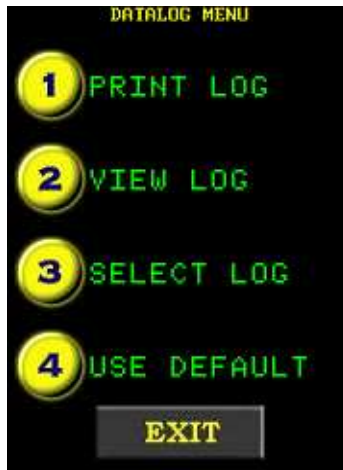 DATALOG MENU
1 PRINT LOG
2 VIEW LOG
3 SELECT LOG
4 USE DEFAULT
EXIT